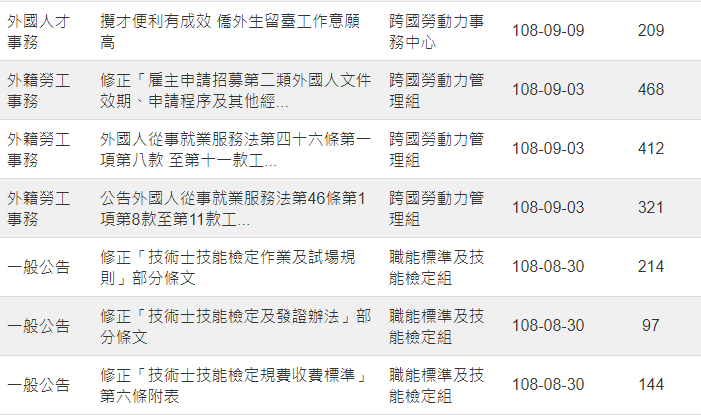 外國人才 攬才便利有成效 僑外生留臺工作意願 跨國勞動力事 108-09-09 209
事務 高 務中心
外籍勞工 修正「雇主申請招募第二類外國人文件 跨國勞動力管 108-09-03 468
事務 效期、申請程序及其他經... 理組
外籍勞工 外國人從事就業服務法第四十六條第一 跨國勞動力管 108-09-03 412
事務 項第八款 至第十一款工... 理組
外籍勞工 公告外國人從事就業服務法第46條第1 跨國勞動力管 108-09-03 321
事務 項第8款至第11款工... 理組
一般公告 修正「技術士技能檢定作業及試場規 職能標準及技 108-08-30 214
則」部分條文 能檢定組
一般公告 修正「技術士技能檢定及發證辦法」部 職能標準及技 108-08-30 97
分條文 能檢定組
一般公告 修正「技術士技能檢定規費收費標準」 職能標準及技 108-08-30 144
第六條附表 能檢定組